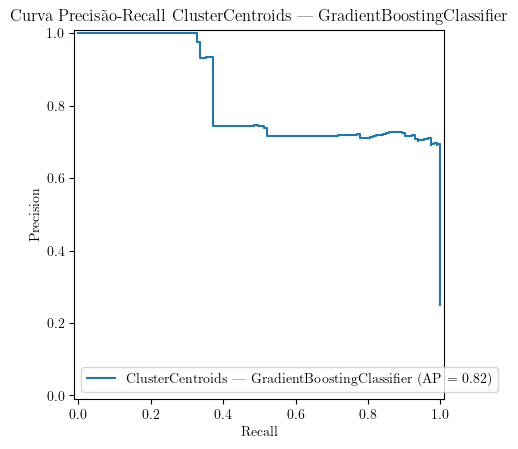 Curva Precisão-Recall ClusterCentroids — GradientBoostingClassifier
1.0
0.8
0.6
0.4
0.2
0.0
Precision
ClusterCentroids — GradientBoostingClassifier (AP = 0.82)
0.0 0.2 0.4 0.6 0.8 1.0
Recall